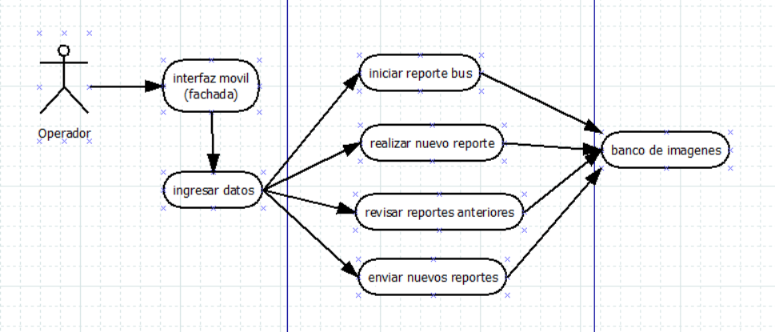 Operador
interfaz movil
(fachada)
ingresar datos
iniciar reporte bus
realizar nuevo reporte
revisar reportes anteriores
enviar nuevos reportes
banco de imagenes